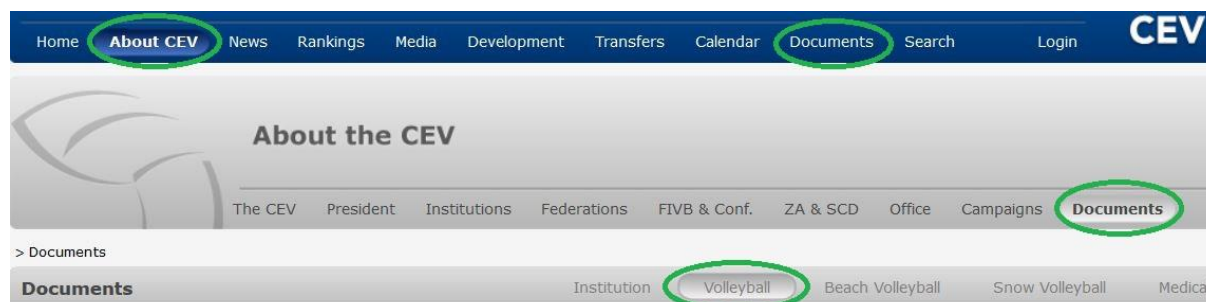 Home About CEV News Rankings Media Development Transfers Calendar Documents Search Login CEV
About the CEV
The CEV President Institutions Federations FIVB & Conf. ZA & SCD Office Campaigns Documents
> Documents
Documents Institution Volleyball Beach Volleyball Snow Volleyball Medica